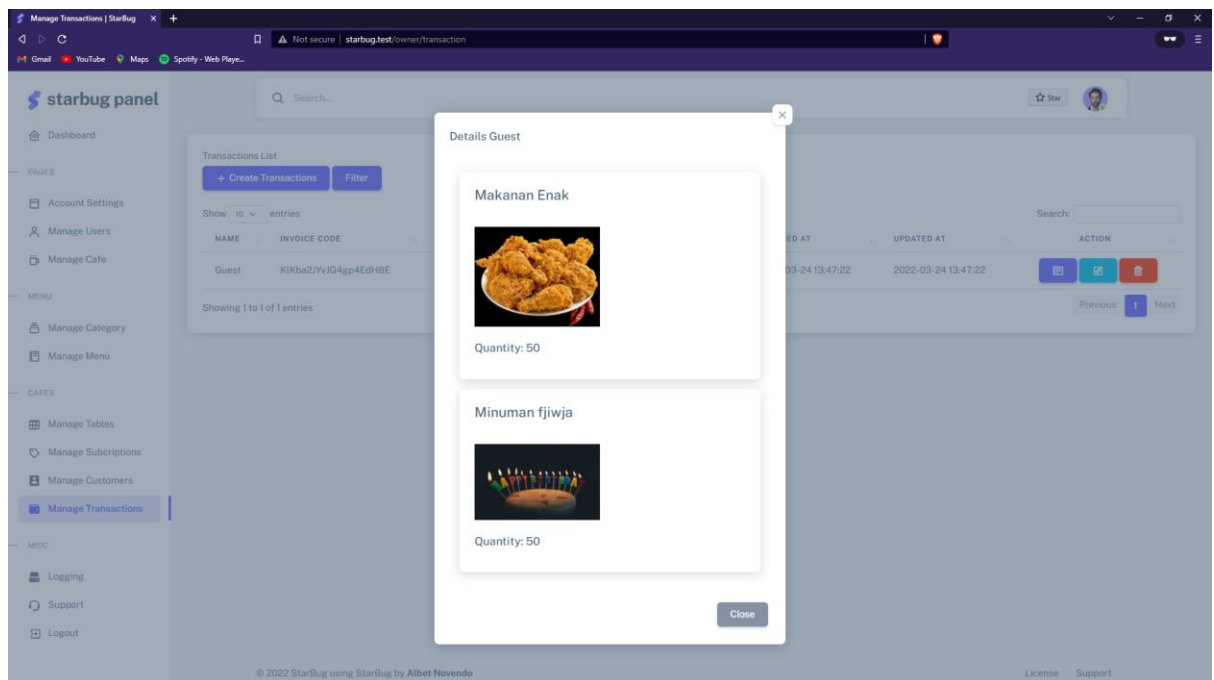 Manage Transactions | StarBug
Not secure | starbug.test/owner/transaction
Gmail YouTube Maps Spotify - Web Playe...
starbug panel
Search...
Star
Dashboard
PAGES
Account Settings
Manage Users
Manage Cafe
MENU
Manage Category
Manage Menu
CAFES
Manage Tables
Manage Subcriptions
Manage Customers
Manage Transactions
MISC
Logging
Support
Logout
Transactions List
+ Create Transactions Filter
Show 10 entries
Search:
NAME INVOICE CODE ED AT UPDATED AT ACTION
Guest 03-24 13:47:22 2022-03-24 13:47:22
Showing 1 to 1 of 1 entries
Previous 1 Next
Details Guest
Makanan Enak
Quantity: 50
Minuman fjiwja
HAPPY BIRTHDAY
Quantity: 50
Close
© 2022 StarBug using StarBug by Albet Novendo
License Support